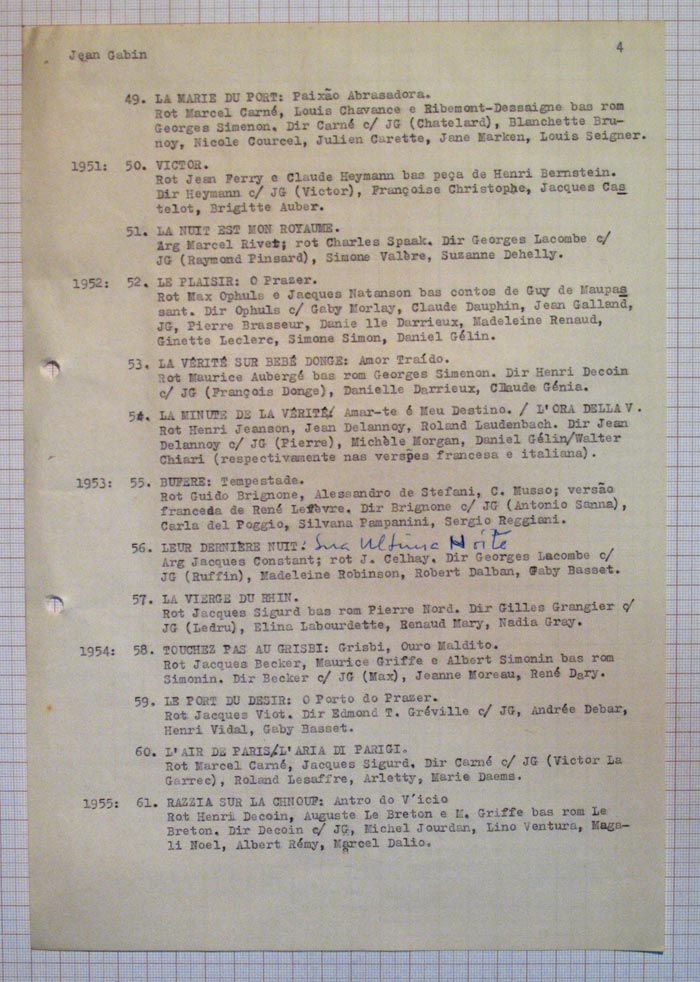 Jean Gabin
4
49. LA MARIE DU PORT: Paixão Abrasadora.
Rot Marcel Carné, Louis Chavance e Ribemont-Dessaigne bas rom
Georges Simenon. Dir Carné c/ JG (Chatelard), Blanchette Bru-
noy, Nicole Courcel, Julien Carette, Jane Marken, Louis Seigner.
1951: 50. VICTOR.
Rot Jean Ferry e Claude Heymann bas peça de Henri Bernstein.
Dir Heymann c/ JG (Victor), Françoise Christophe, Jacques Cas
telot, Brigitte Auber.
51. LA NUIT EST MON ROYAUME.
Arg Marcel Rivet; rot Charles Spaak. Dir Georges Lacombe c/
JG (Raymond Pinsard), Simone Valère, Suzanne Dehelly.
1952: 52. LE PLAISIR: O Prazer.
Rot Max Ophuls e Jacques Natanson bas contos de Guy de Maupas
sant. Dir Ophuls c/ Gaby Morlay, Claude Dauphin, Jean Galland,
JG, Pierre Brasseur, Danie lle Darrieux, Madeleine Renaud,
Ginette Leclerc, Simone Simon, Daniel Gélin.
53. LA VÉRITÉ SUR BEBÉ DONGE: Amor Traído.
Rot Maurice Aubergé bas rom Georges Simenon. Dir Henri Decoin
c/ JG (François Donge), Danielle Darrieux, Claude Génia.
54. LA MINUTE DE LA VÉRITÉ/ Amar-te é Meu Destino. / L'ORA DELLA V.
Rot Henri Jeanson, Jean Delannoy, Roland Laudenbach. Dir Jean
Delannoy c/ JG (Pierre), Michèle Morgan, Daniel Gélin/Walter
Chiari (respectivamente nas versões francesa e italiana).
1953: 55. BUFERE: Tempestade.
Rot Guido Brignone, Alessandro de Stefani, C. Musso; versão
franceda de René Lefèvre. Dir Brignone c/ JG (Antonio Sanna),
Carla del Poggio, Silvana Pampanini, Sergio Reggiani.
56. LEUR DERNIÈRE NUIT: Sua Ultima Noite
Arg Jacques Constant; rot J. Celhay. Dir Georges Lacombe c/
JG (Ruffin), Madeleine Robinson, Robert Dalban, Gaby Basset.
57. LA VIERGE DU RHIN.
Rot Jacques Sigurd bas rom Pierre Nord. Dir Gilles Grangier c/
JG (Ledru), Elina Labourdette, Renaud Mary, Nadia Gray.
1954: 58. TOUCHEZ PAS AU GRISBI: Grisbi, Ouro Maldito.
Rot Jacques Becker, Maurice Griffe e Albert Simonin bas rom
Simonin. Dir Becker c/ JG (Max), Jeanne Moreau, René Dary.
59. LE PORT DU DESIR: O Porto do Prazer.
Rot Jacques Viot. Dir Edmond T. Gréville c/ JG, Andrée Debar,
Henri Vidal, Gaby Basset.
60. L'AIR DE PARIS/L'ARIA DI PARIGI.
Rot Marcel Carné, Jacques Sigurd. Dir Carné c/ JG (Victor La
Garrec), Roland Lesaffre, Arletty, Marie Daems.
1955: 61. RAZZIA SUR LA CHNOUF: Antro do V'icio
Rot Henri Decoin, Auguste Le Breton e M. Griffe bas rom Le
Breton. Dir Decoin c/ JG, Michel Jourdan, Lino Ventura, Maga-
li Noel, Albert Rémy, Marcel Dalio.